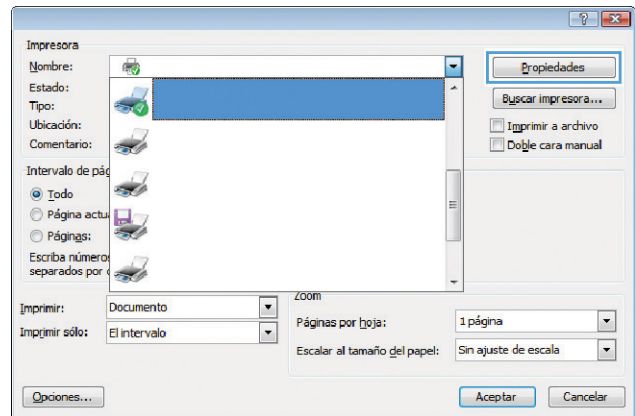 Impresora
Nombre:
Propiedades
Estado:
Buscar impresora...
Tipo:
Ubicación:
Imprimir a archivo
Comentario:
Doble cara manual
Intervalo de pág
Todo
Página actu
Páginas:
Escriba número
separados por
Imprimir:
Documento
Zoom
Imprimir sólo:
El intervalo
Páginas por hoja:
1 página
Escalar al tamaño del papel:
Sin ajuste de escala
Opciones...
Aceptar
Cancelar